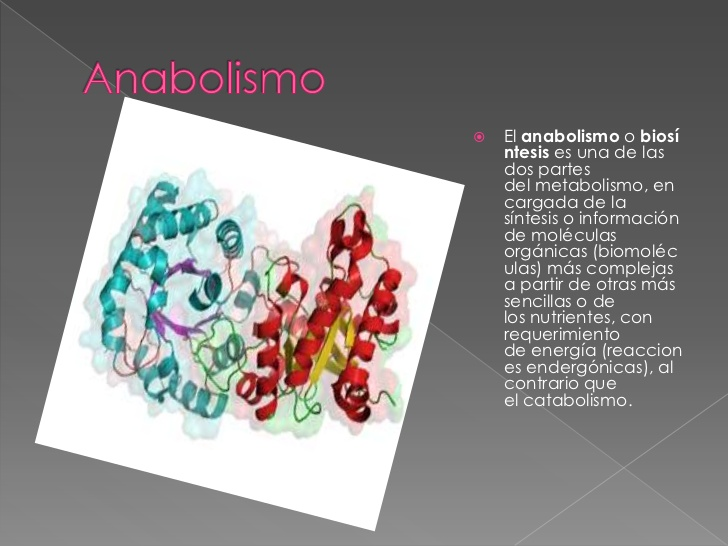 Anabolismo
El anabolismo o biosí
ntesis es una de las
dos partes
del metabolismo, en
cargada de la
síntesis o información
de moléculas
orgánicas (biomoléc
ulas) más complejas
a partir de otras más
sencillas o de
los nutrientes, con
requerimiento
de energía (reaccion
es endergónicas), al
contrario que
el catabolismo.